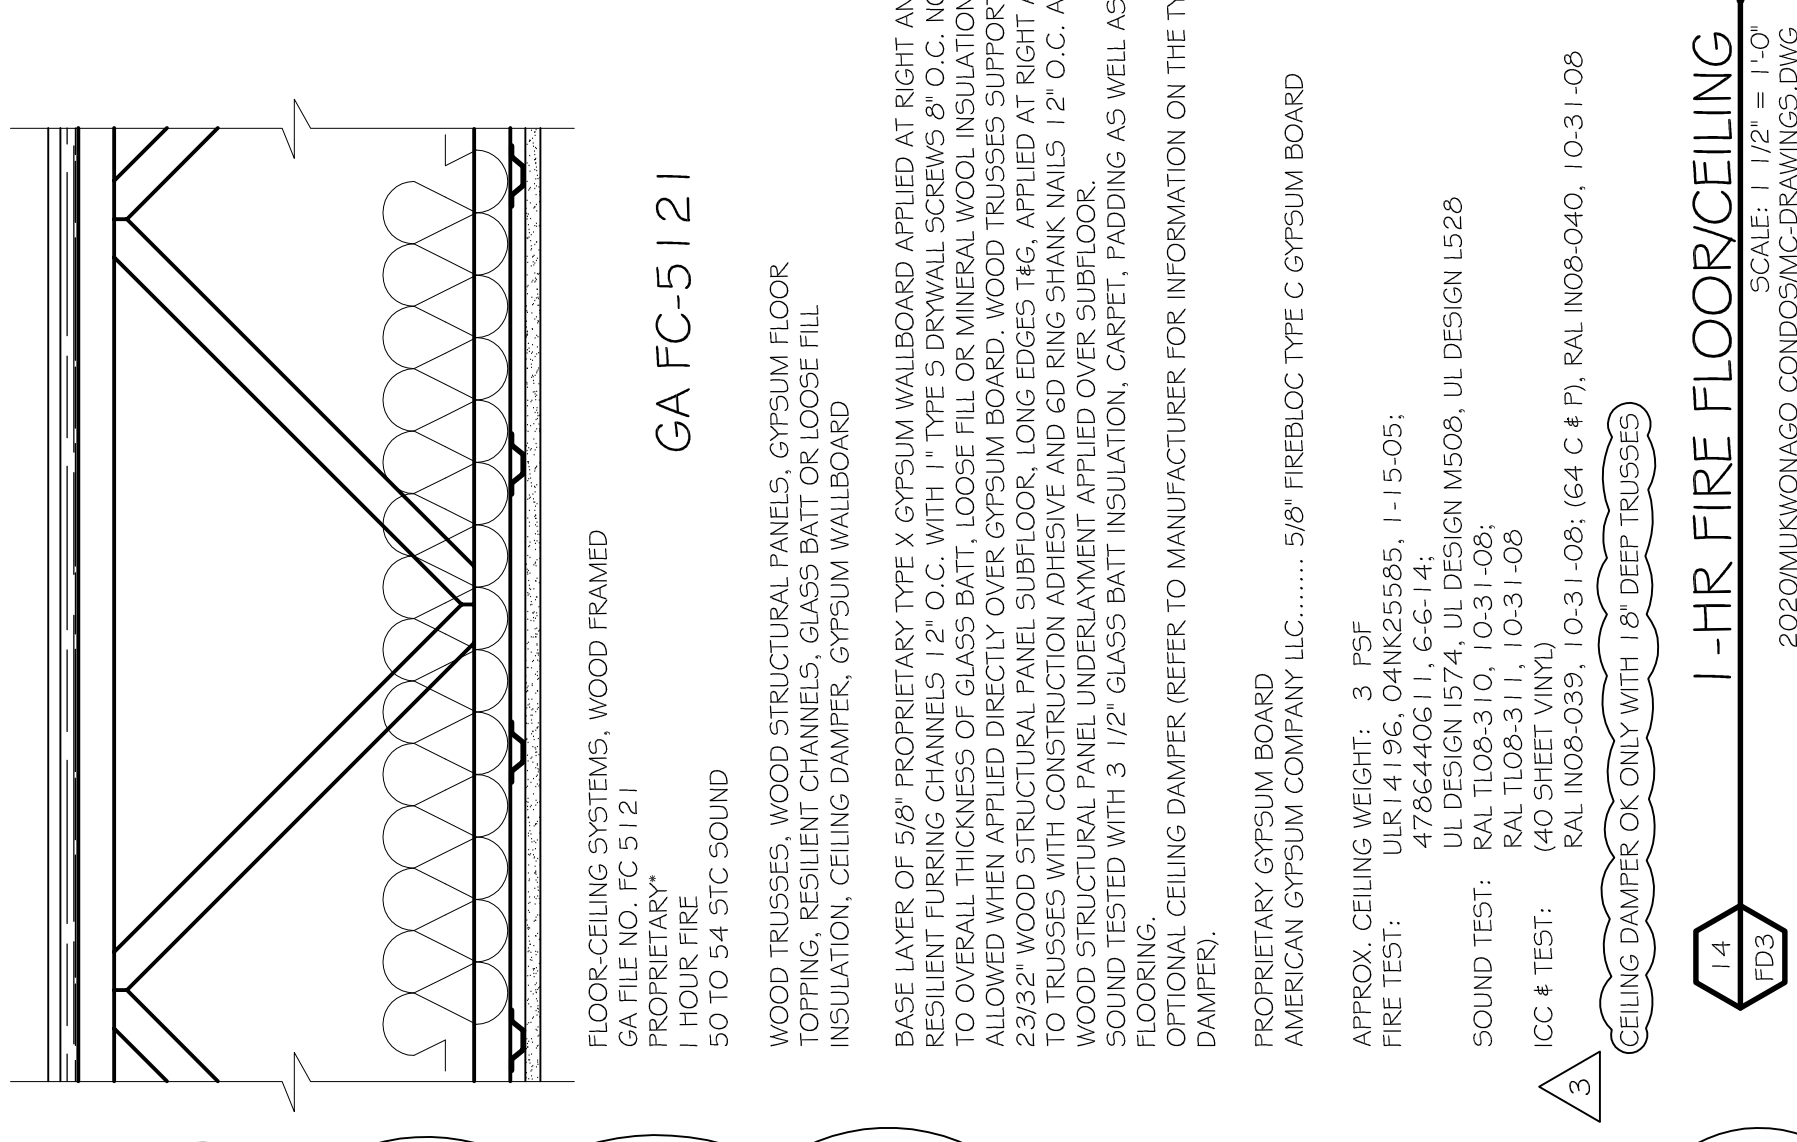 GA FC-5121
FLOOR-CEILING SYSTEMS, WOOD FRAMED
GA FILE NO. FC 5121
PROPRIETARY*
1 HOUR FIRE
50 TO 54 STC SOUND
WOOD TRUSSES, WOOD STRUCTURAL PANELS, GYPSUM FLOOR
TOPPING, RESILIENT CHANNELS, GLASS BATT OR LOOSE FILL
INSULATION, CEILING DAMPER, GYPSUM WALLBOARD
BASE LAYER OF 5/8" PROPRIETARY TYPE X GYPSUM WALLBOARD APPLIED AT RIGHT AN
RESILIENT FURRING CHANNELS 12" O.C. WITH 1" TYPE S DRYWALL SCREWS 8" O.C. NO
TO OVERALL THICKNESS OF GLASS BATT, LOOSE FILL OR MINERAL WOOL INSULATION
ALLOWED WHEN APPLIED DIRECTLY OVER GYPSUM BOARD. WOOD TRUSSES SUPPORT
23/32" WOOD STRUCTURAL PANEL SUBFLOOR, LONG EDGES T&G, APPLIED AT RIGHT A
TO TRUSSES WITH CONSTRUCTION ADHESIVE AND 6D RING SHANK NAILS 12" O.C. A
WOOD STRUCTURAL PANEL UNDERLAYMENT APPLIED OVER SUBFLOOR.
SOUND TESTED WITH 3 1/2" GLASS BATT INSULATION, CARPET, PADDING AS WELL AS
FLOORING.
OPTIONAL CEILING DAMPER (REFER TO MANUFACTURER FOR INFORMATION ON THE TY
DAMPER).
PROPRIETARY GYPSUM BOARD
AMERICAN GYPSUM COMPANY LLC....... 5/8" FIREBLOC TYPE C GYPSUM BOARD
APPROX. CEILING WEIGHT: 3 PSF
FIRE TEST: ULR14196, 04NK25585, 1-15-05;
4786440611, 6-6-14;
UL DESIGN I574, UL DESIGN M508, UL DESIGN L528
SOUND TEST: RAL TL08-310, 10-31-08;
RAL TL08-311, 10-31-08
ICC & TEST: (40 SHEET VINYL)
RAL IN08-039, 10-31-08; (64 C & P), RAL IN08-040, 10-31-08
CEILING DAMPER OK ONLY WITH 18" DEEP TRUSSES
3
14
FD3
1-HR FIRE FLOOR/CEILING
SCALE: 1 1/2" = 1'-0"
2020/MUKWONAGO CONDOS/MC-DRAWINGS.DWG